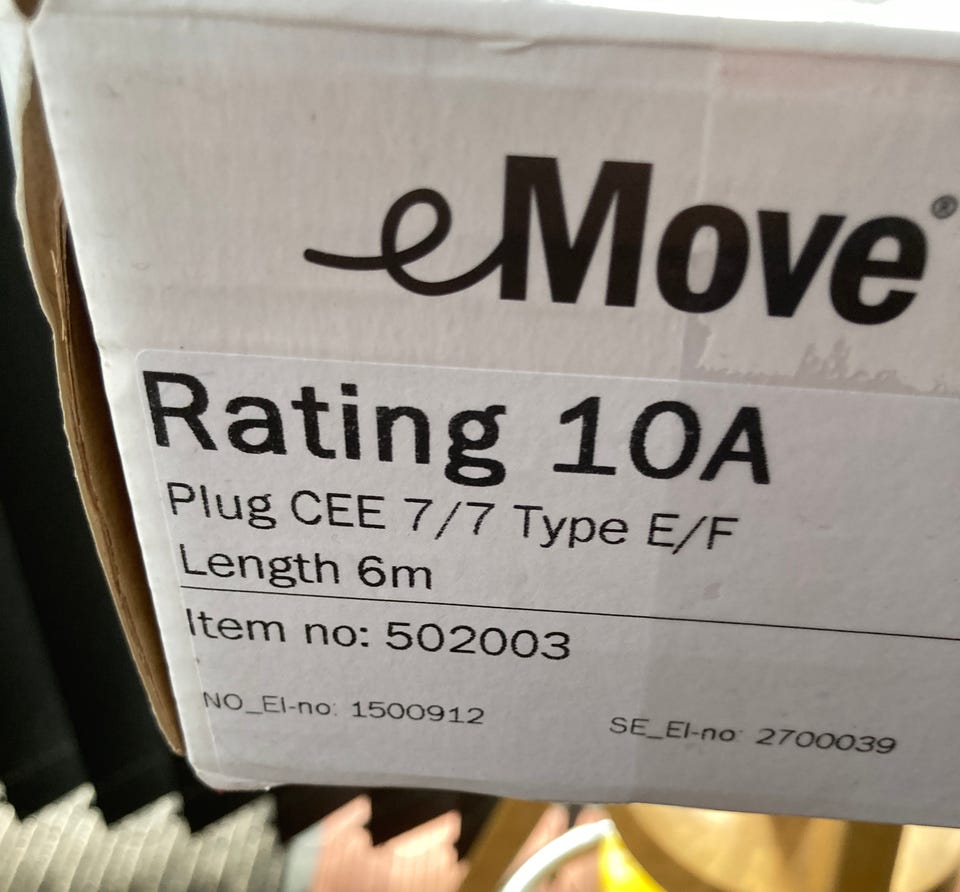 eMove®
Rating 10A
Plug CEE 7/7 Type E/F
Length 6m
Item no: 502003
NO_El-no: 1500912 SE_El-no: 2700039